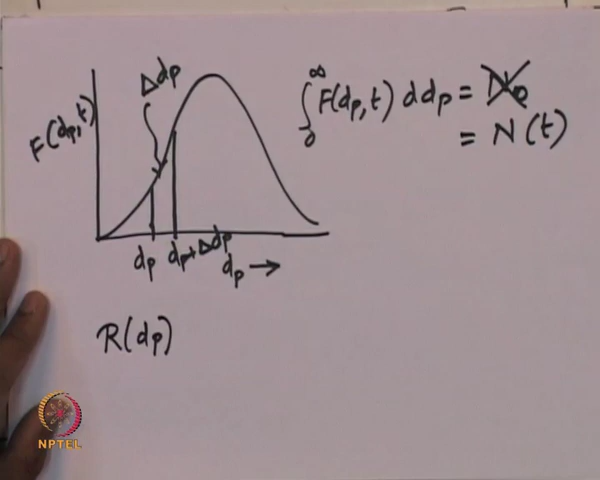 Δdp
F(dp,t)
∫₀^∞ F(dp,t) ddp = N₀
= N(t)
dp dp+Δdp
dp →
R(dp)
NPTEL